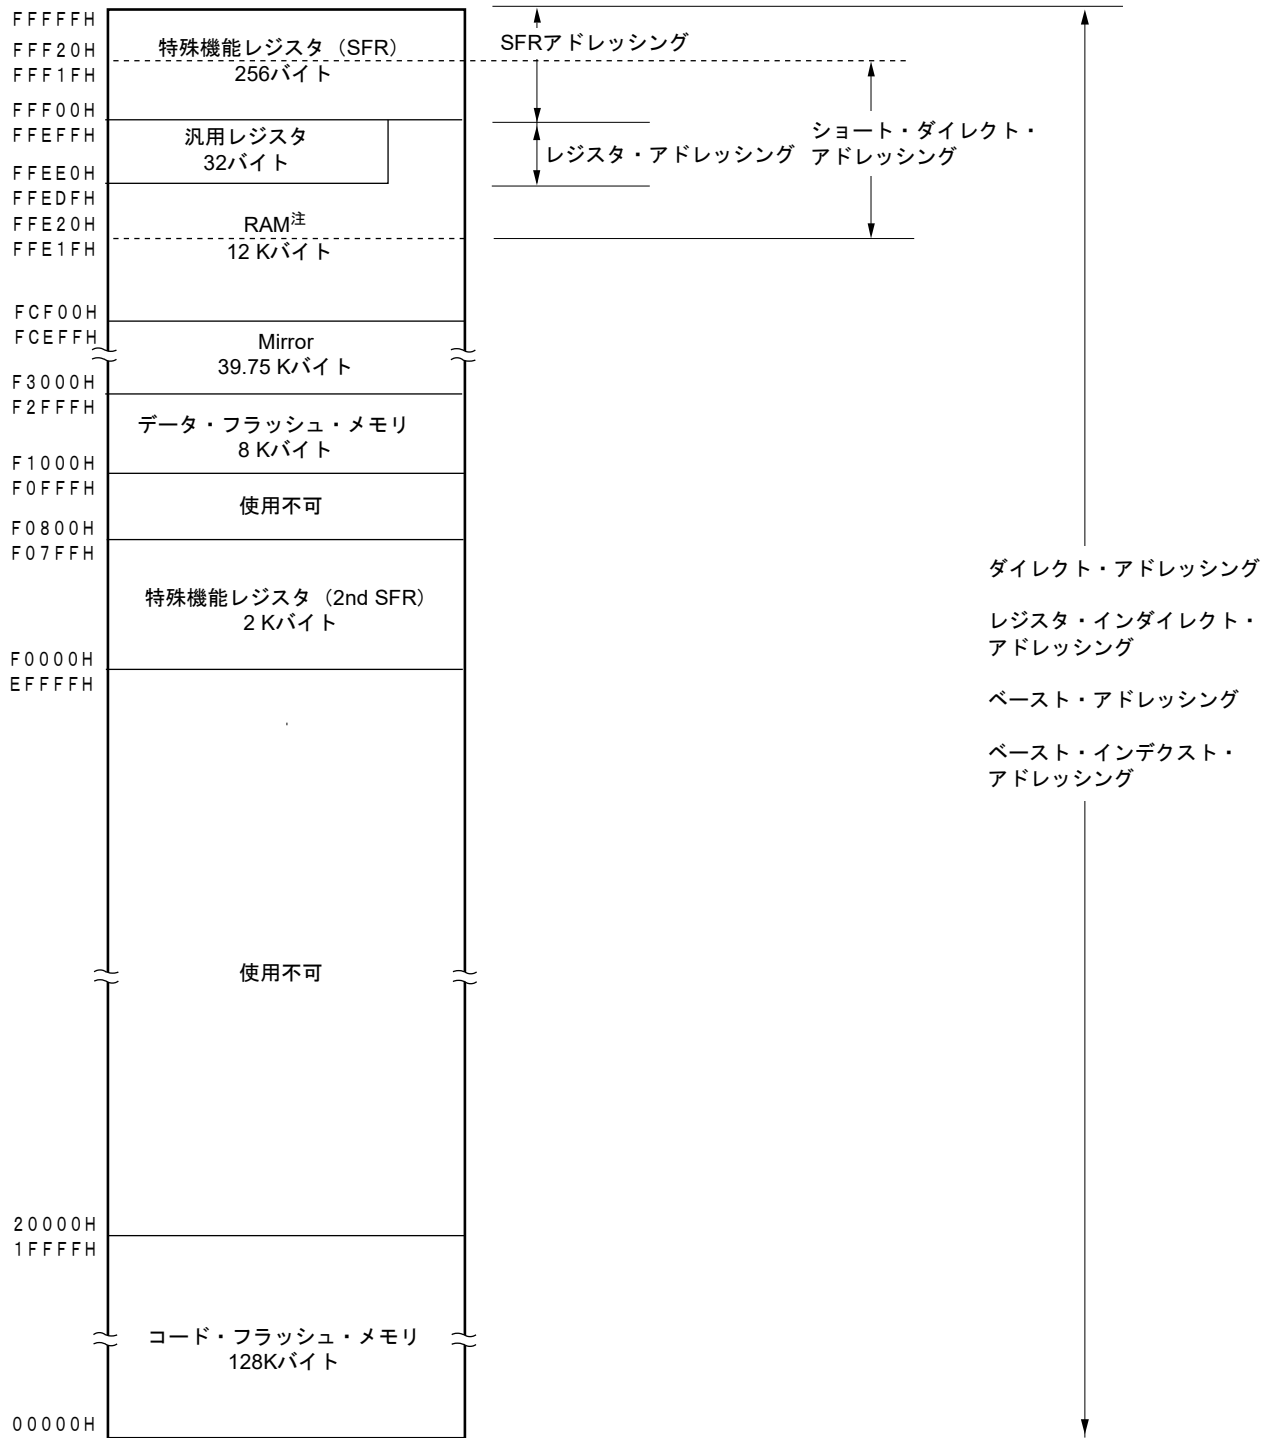 FFFFFH
FFF20H
FFF1FH
FFF00H
FFEFFH
FFEE0H
FFEDFH
FFE20H
FFE1FH
FCF00H
FCEFFH
F3000H
F2FFFH
F1000H
F0FFFH
F0800H
F07FFH
F0000H
EFFFFH
20000H
1FFFFH
00000H
特殊機能レジスタ（SFR）
256バイト
汎用レジスタ
32バイト
RAM注
12 Kバイト
Mirror
39.75 Kバイト
データ・フラッシュ・メモリ
8 Kバイト
使用不可
特殊機能レジスタ（2nd SFR）
2 Kバイト
使用不可
コード・フラッシュ・メモリ
128Kバイト
SFRアドレッシング
レジスタ・アドレッシング
ショート・ダイレクト・
アドレッシング
ダイレクト・アドレッシング
レジスタ・インダイレクト・
アドレッシング
ベースト・アドレッシング
ベースト・インデクスト・
アドレッシング